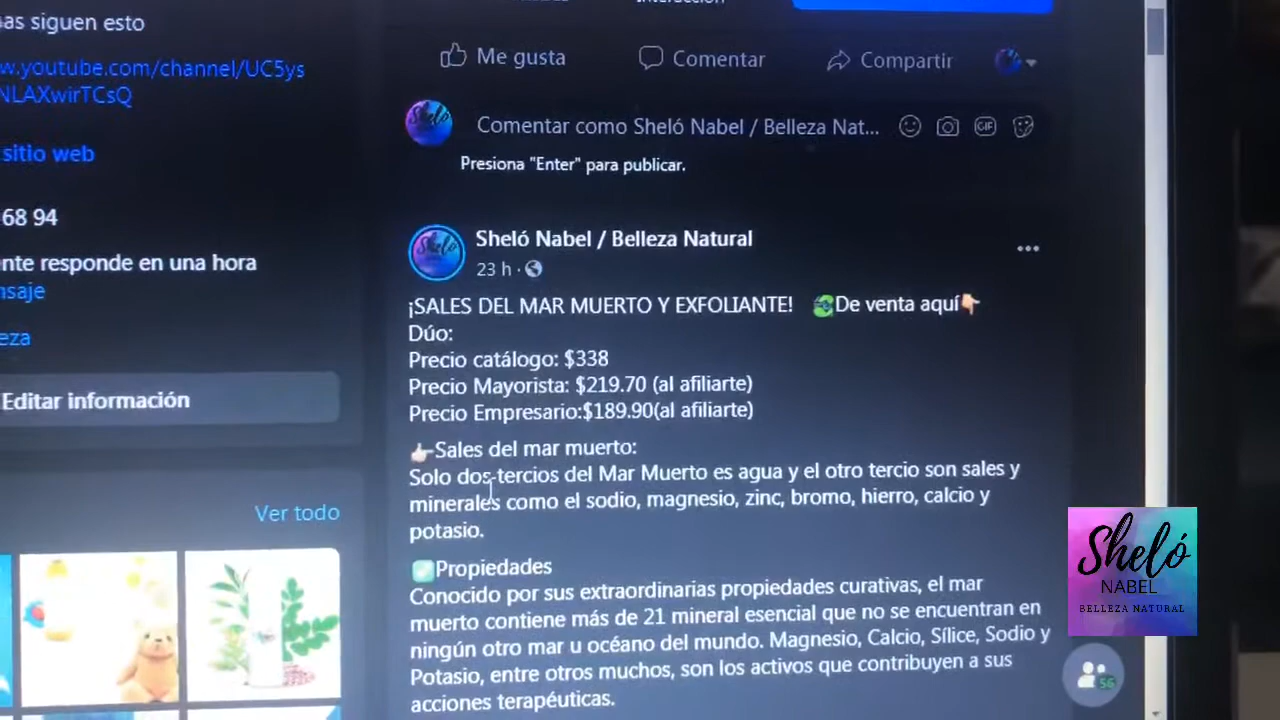 as siguen esto
w.youtube.com/channel/UC5ys
NLAXwirTCsQ
sitio web
68 94
nte responde en una hora
nsaje
eza
Editar información
Ver todo
Me gusta
Comentar
Compartir
Comentar como Sheló Nabel / Belleza Nat...
GIF
Presiona "Enter" para publicar.
Sheló Nabel / Belleza Natural
23 h ·
¡SALES DEL MAR MUERTO Y EXFOLIANTE! De venta aquí
Dúo:
Precio catálogo: $338
Precio Mayorista: $219.70 (al afiliarte)
Precio Empresario:$189.90(al afiliarte)
Sales del mar muerto:
Solo dos tercios del Mar Muerto es agua y el otro tercio son sales y
minerales como el sodio, magnesio, zinc, bromo, hierro, calcio y
potasio.
Propiedades
Conocido por sus extraordinarias propiedades curativas, el mar
muerto contiene más de 21 mineral esencial que no se encuentran en
ningún otro mar u océano del mundo. Magnesio, Calcio, Sílice, Sodio y
Potasio, entre otros muchos, son los activos que contribuyen a sus
acciones terapéuticas.
Sheló
NABEL
BELLEZA NATURAL
56